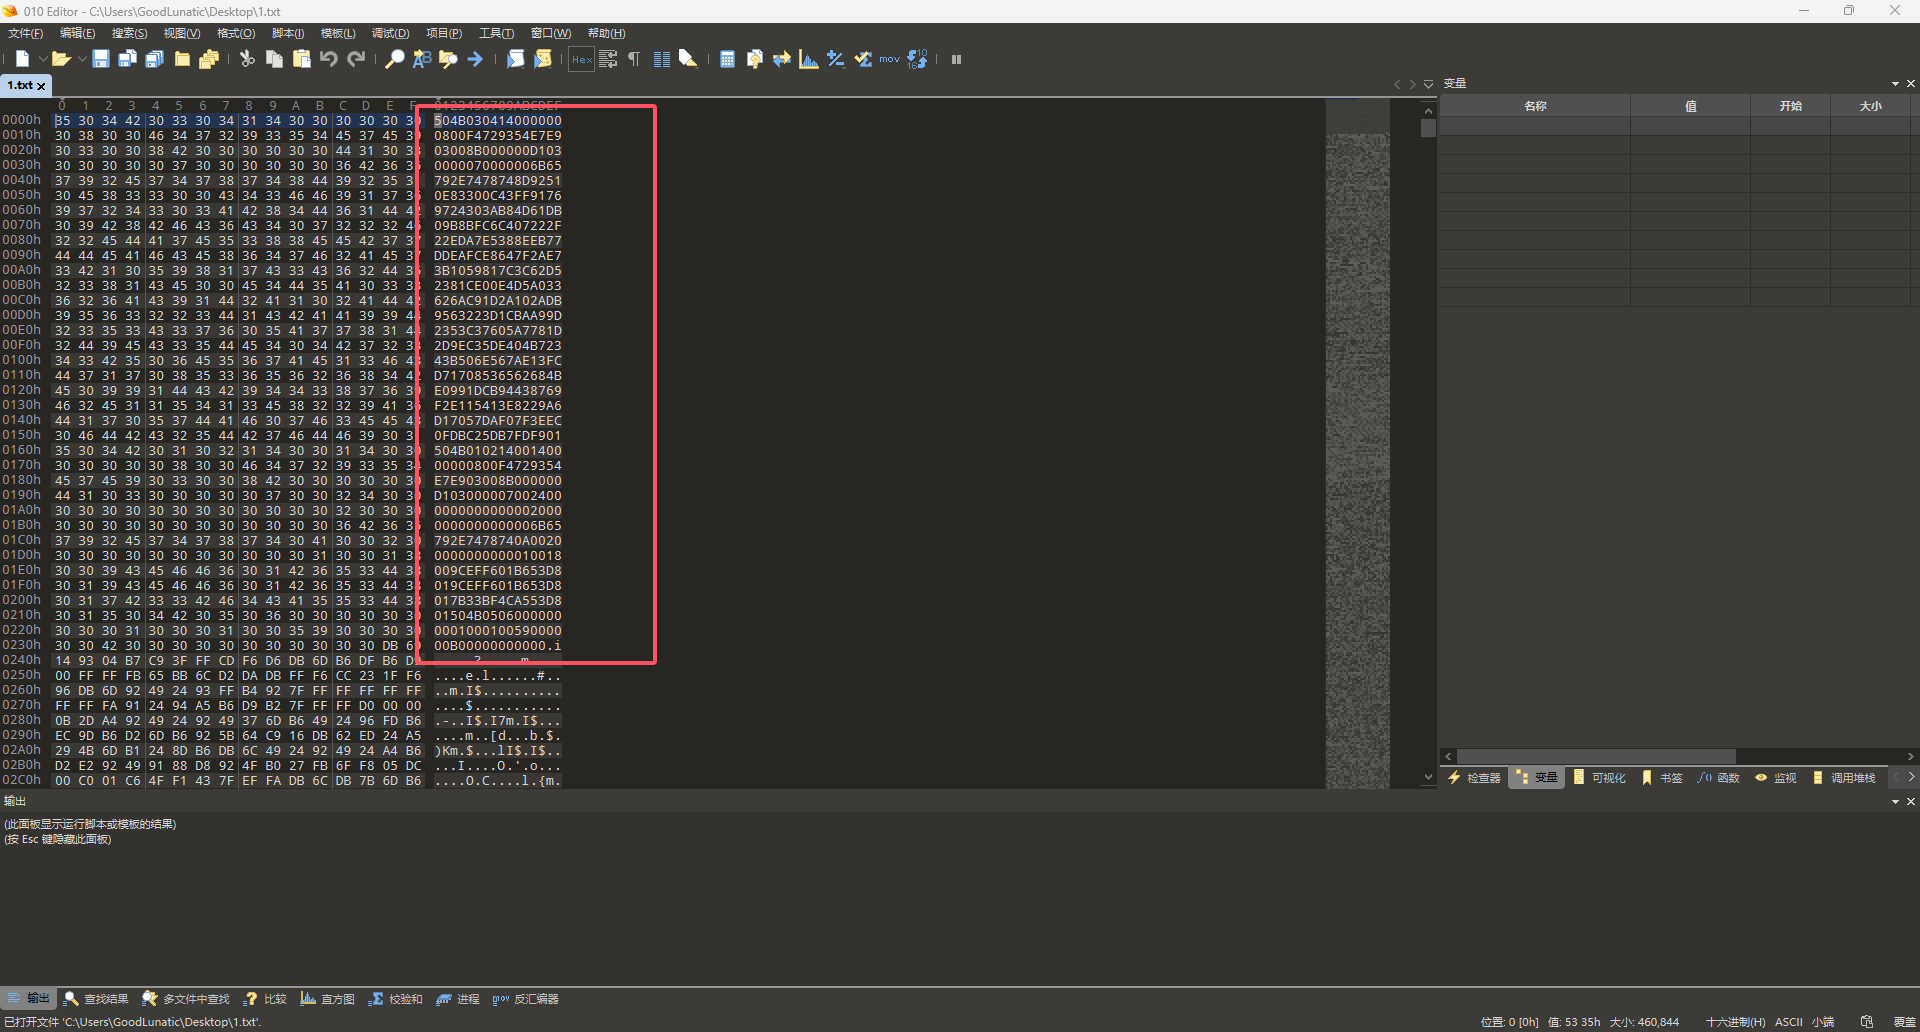 010 Editor - C:\Users\GoodLunatic\Desktop\1.txt
文件(F) 编辑(E) 搜索(S) 视图(V) 格式(O) 脚本(I) 模板(L) 调试(D) 项目(P) 工具(T) 窗口(W) 帮助(H)
1.txt
变量
名称 值 开始 大小
0 1 2 3 4 5 6 7 8 9 A B C D E F 0123456789ABCDEF
0000h 35 30 34 42 30 33 30 34 31 34 30 30 30 30 30 30 504B030414000000
0010h 30 38 30 30 46 34 37 32 39 33 35 34 45 37 45 39 0800F4729354E7E9
0020h 30 33 30 30 38 42 30 30 30 30 30 30 44 31 30 33 03008B000000D103
0030h 30 30 30 30 30 37 30 30 30 30 30 30 36 42 36 35 0000070000006B65
0040h 37 39 32 45 37 34 37 38 37 34 38 44 39 32 35 31 792E7478748D9251
0050h 30 45 38 33 33 30 30 43 34 33 46 46 39 31 37 36 0E83300C43FF9176
0060h 39 37 32 34 33 30 33 41 42 38 34 44 36 31 44 42 9724303AB84D61DB
0070h 30 39 42 38 42 46 43 36 43 34 30 37 32 32 32 46 09B8BFC6C407222F
0080h 32 32 45 44 41 37 45 35 33 38 38 45 45 42 37 37 22EDA7E5388EEB77
0090h 44 44 45 41 46 43 45 38 36 34 37 46 32 41 45 37 DDEAFCE8647F2AE7
00A0h 33 42 31 30 35 39 38 31 37 43 33 43 36 32 44 35 3B1059817C3C62D5
00B0h 32 33 38 31 43 45 30 30 45 34 44 35 41 30 33 33 2381CE00E4D5A033
00C0h 36 32 36 41 43 39 31 44 32 41 31 30 32 41 44 42 626AC91D2A102ADB
00D0h 39 35 36 33 32 32 33 44 31 43 42 41 41 39 39 44 9563223D1CBAA99D
00E0h 32 33 35 33 43 33 37 36 30 35 41 37 37 38 31 44 2353C37605A7781D
00F0h 32 44 39 45 43 33 35 44 45 34 30 34 42 37 32 33 2D9EC35DE404B723
0100h 34 33 42 35 30 36 45 35 36 37 41 45 31 33 46 43 43B506E567AE13FC
0110h 44 37 31 37 30 38 35 33 36 35 36 32 36 38 34 42 D71708536562684B
0120h 45 30 39 39 31 44 43 42 39 34 34 33 38 37 36 39 E0991DCB94438769
0130h 46 32 45 31 31 35 34 31 33 45 38 32 32 39 41 36 F2E115413E8229A6
0140h 44 31 37 30 35 37 44 41 46 30 37 46 33 45 45 43 D17057DAF07F3EEC
0150h 30 46 44 42 43 32 35 44 42 37 46 44 46 39 30 31 0FDBC25DB7FDF901
0160h 35 30 34 42 30 31 30 32 31 34 30 30 31 34 30 30 504B010214001400
0170h 30 30 30 30 30 38 30 30 46 34 37 32 39 33 35 34 00000800F4729354
0180h 45 37 45 39 30 33 30 30 38 42 30 30 30 30 30 30 E7E903008B000000
0190h 44 31 30 33 30 30 30 30 30 37 30 30 32 34 30 30 D103000007002400
01A0h 30 30 30 30 30 30 30 30 30 30 30 30 32 30 30 30 0000000000002000
01B0h 30 30 30 30 30 30 30 30 30 30 30 30 36 42 36 35 0000000000006B65
01C0h 37 39 32 45 37 34 37 38 37 34 30 41 30 30 32 30 792E7478740A0020
01D0h 30 30 30 30 30 30 30 30 30 30 30 31 30 30 31 38 0000000000010018
01E0h 30 30 39 43 45 46 46 36 30 31 42 36 35 33 44 38 009CEFF601B653D8
01F0h 30 31 39 43 45 46 46 36 30 31 42 36 35 33 44 38 019CEFF601B653D8
0200h 30 31 37 42 33 33 42 46 34 43 41 35 35 33 44 38 017B33BF4CA553D8
0210h 30 31 35 30 34 42 30 35 30 36 30 30 30 30 30 30 01504B0506000000
0220h 30 30 30 31 30 30 30 31 30 30 35 39 30 30 30 30 0001000100590000
0230h 30 30 42 30 30 30 30 30 30 30 30 30 30 30 DB 69 00B00000000000.i
0240h 14 93 04 B7 C9 3F FF CD F6 D6 DB 6D B6 DF B6 D9 .....?.....m....
0250h 00 FF FF FB 65 BB 6C D2 DA DB FF F6 CC 23 1F F6 ....e.l......#..
0260h 96 DB 6D 92 49 24 93 FF B4 92 7F FF FF FF FF FF ..m.I$..........
0270h FF FF FA 91 24 94 A5 B6 D9 B2 7F FF FF D0 00 00 ....$...........
0280h 0B 2D A4 92 49 24 92 49 37 6D B6 49 24 96 FD B6 .-..I$.I7m.I$...
0290h EC 9D B6 D2 6D B6 92 5B 64 C9 16 DB 62 ED 24 A5 ....m..[d...b.$.
02A0h 29 4B 6D B1 24 8D B6 DB 6C 49 24 92 49 24 A4 B6 )Km.$...lI$.I$..
02B0h D2 E2 92 49 91 88 D8 92 4F B0 27 FB 6F F8 05 DC ...I....O.'.o...
02C0h 00 C0 01 C6 4F F1 43 7F EF FA DB 6C DB 7B 6D B6 ....O.C....l.{m.
检查器 变量 可视化 书签 函数 监视 调用堆栈
输出
(此面板显示运行脚本或模板的结果)
(按 Esc 键隐藏此面板)
输出 查找结果 多文件中查找 比较 直方图 校验和 进程 反汇编器
已打开文件 'C:\Users\GoodLunatic\Desktop\1.txt'.
位置: 0 [0h] 值: 53 35h 大小: 460,844 十六进制(H) ASCII 小端 覆盖